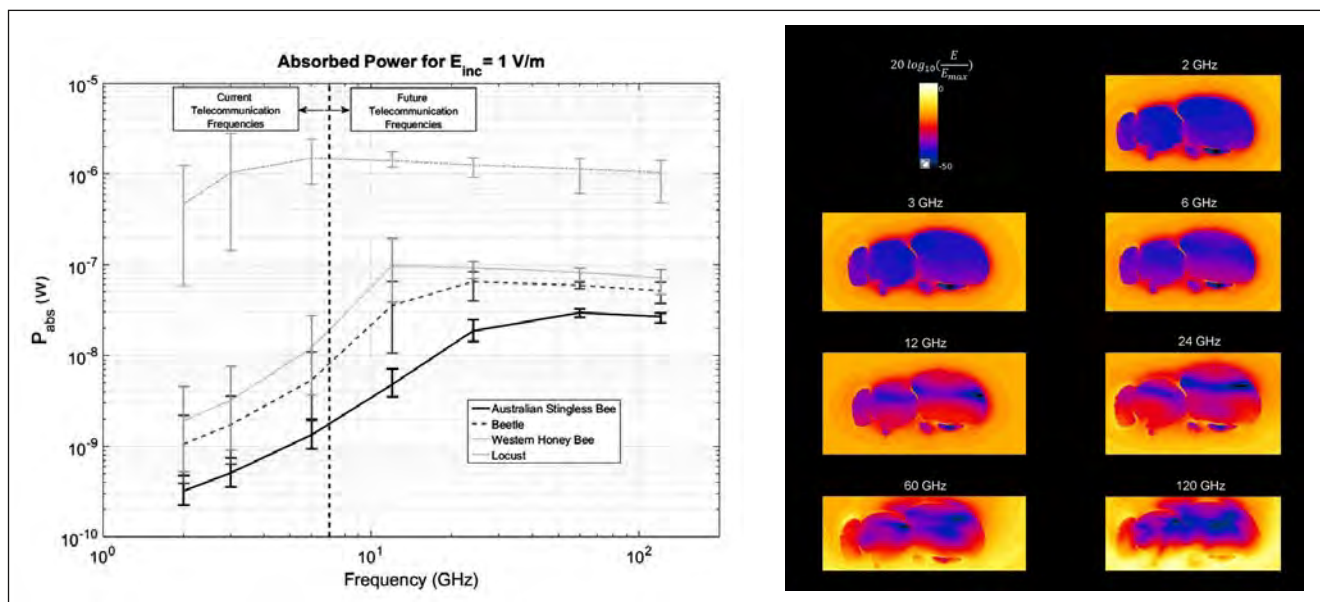 Absorbed Power for E_inc= 1 V/m
10^-5
10^-6
10^-7
10^-8
10^-9
10^-10
P_abs (W)
Current
Telecommunication
Frequencies
Future
Telecommunication
Frequencies
Australian Stingless Bee
Beetle
Western Honey Bee
Locust
10^0
10^1
10^2
Frequency (GHz)
20 log_10(E/E_max)
0
-50
2 GHz
3 GHz
6 GHz
12 GHz
24 GHz
60 GHz
120 GHz